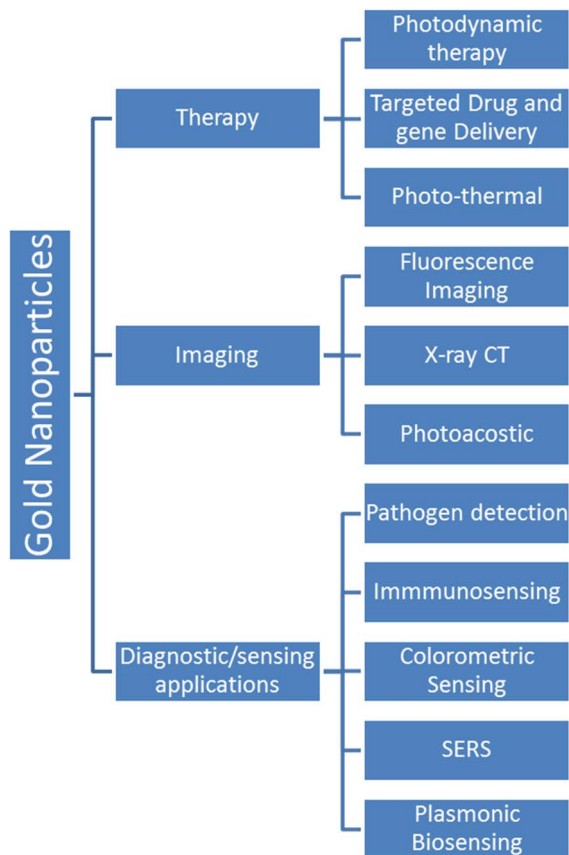 Gold Nanoparticles
Therapy
Photodynamic
therapy
Targeted Drug and
gene Delivery
Photo-thermal
Imaging
Fluorescence
Imaging
X-ray CT
Photoacostic
Diagnostic/sensing
applications
Pathogen detection
Immmunosensing
Colorometric
Sensing
SERS
Plasmonic
Biosensing